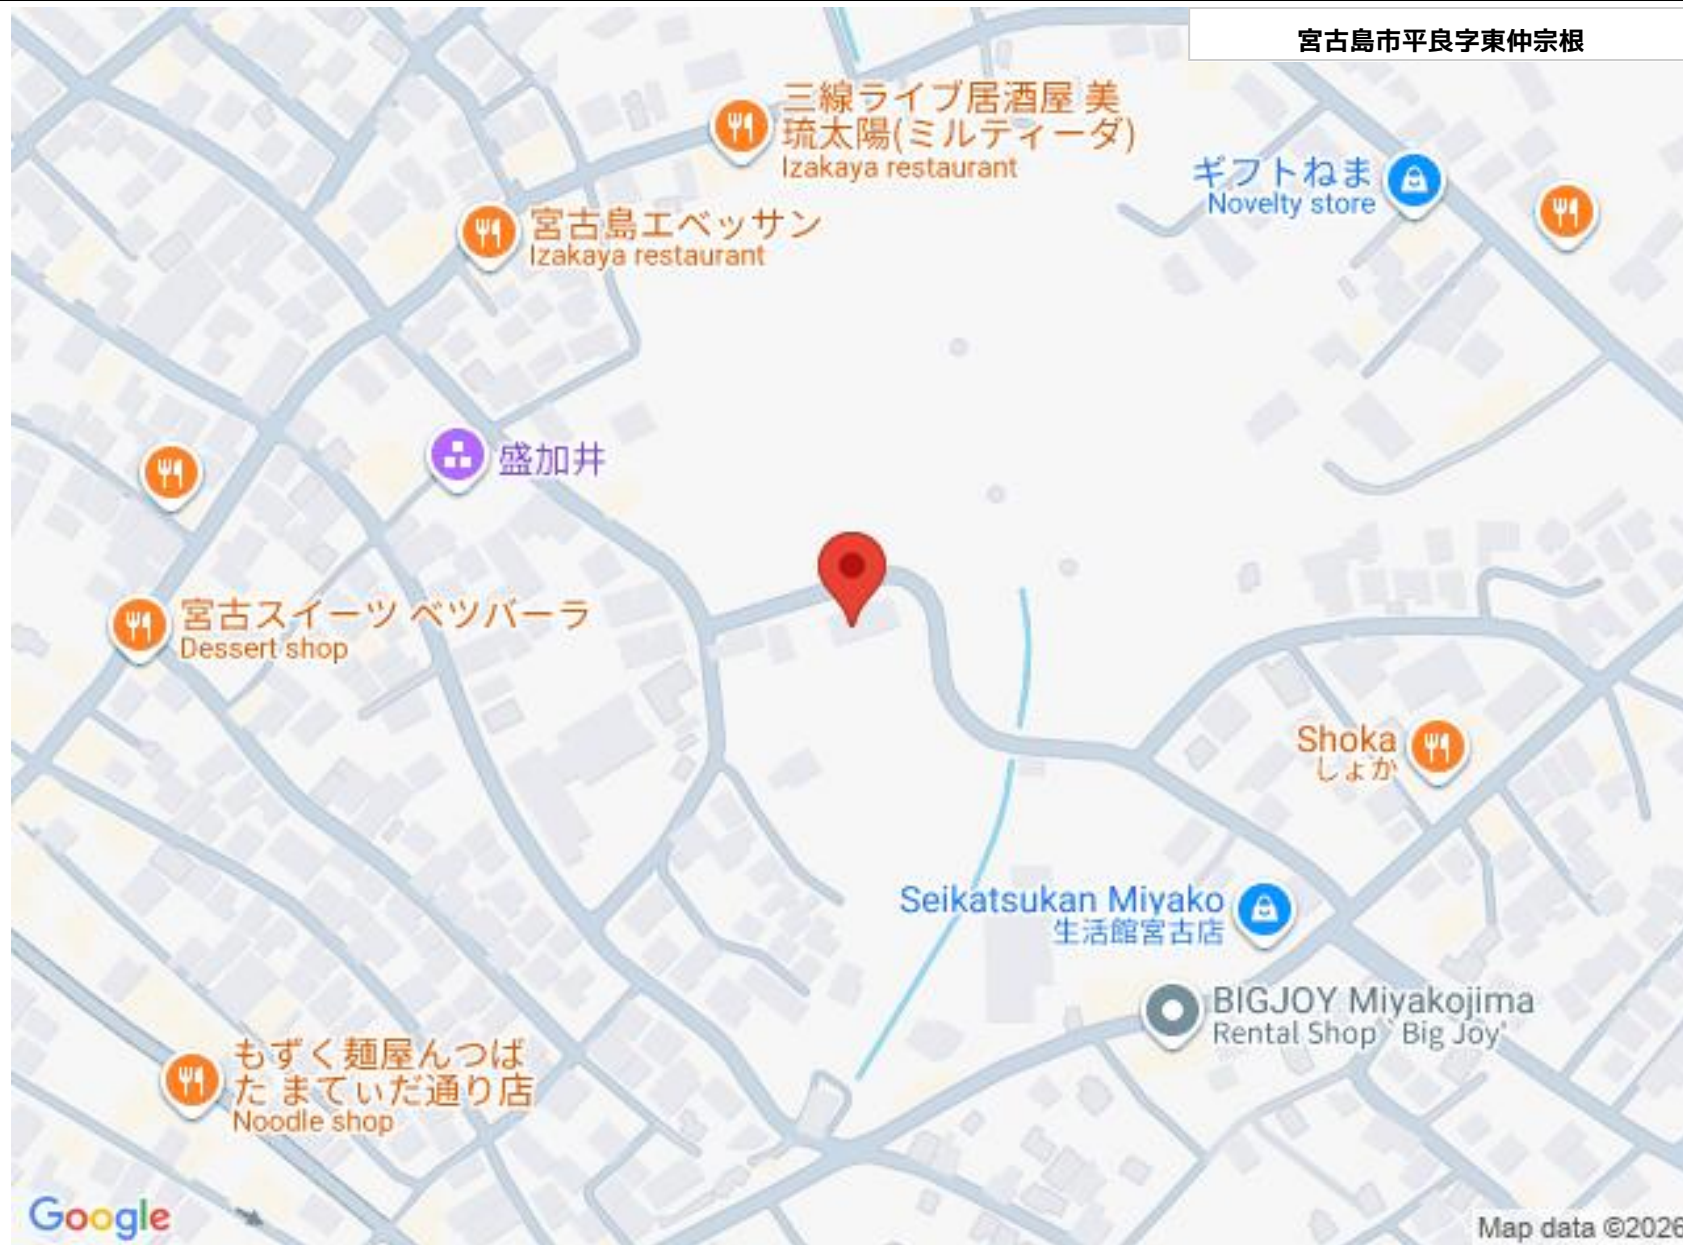 宮古島市平良字東仲宗根
三線ライブ居酒屋 美
琉太陽(ミルティーダ)
Izakaya restaurant
ギフトねま
Novelty store
宮古島エベッサン
Izakaya restaurant
盛加井
宮古スイーツ ベツバーラ
Dessert shop
Shoka
しょか
Seikatsukan Miyako
生活館宮古店
BIGJOY Miyakojima
Rental Shop `Big Joy'
もずく麺屋んつば
た まてぃだ通り店
Noodle shop
Google
Map data ©2026